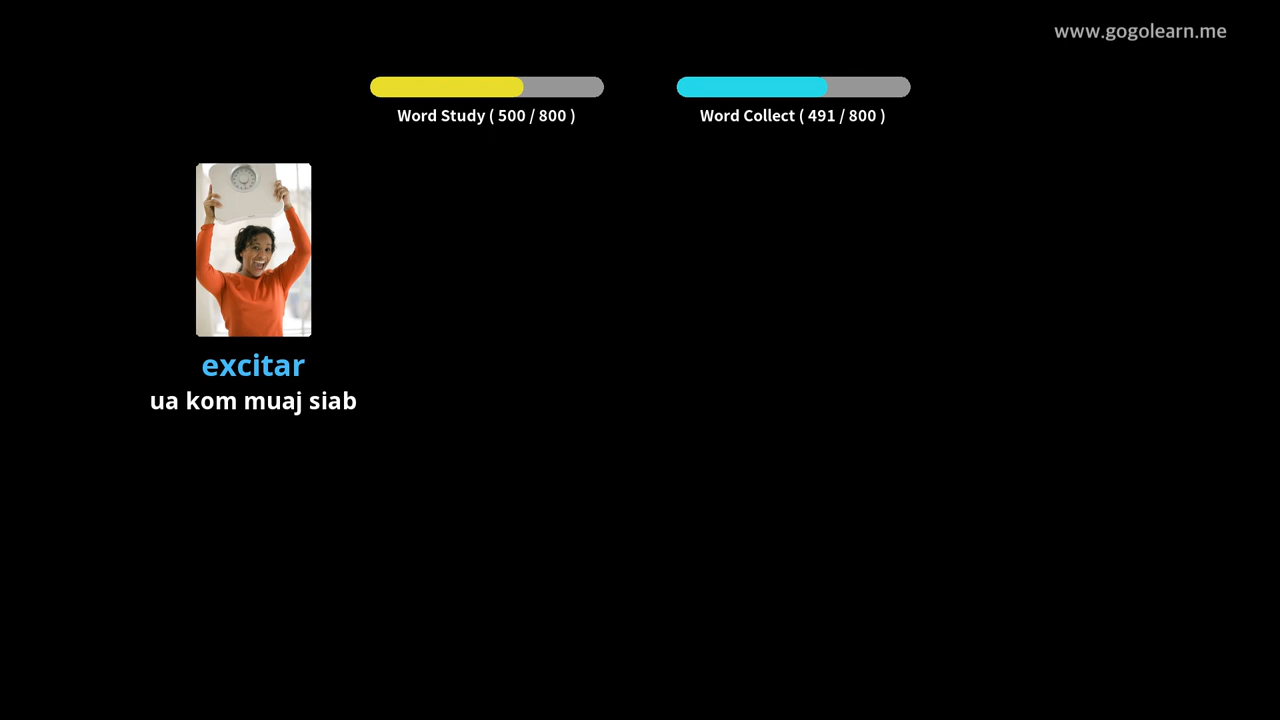 www.gogolearn.me
Word Study ( 500 / 800 )
Word Collect ( 491 / 800 )
excitar
ua kom muaj siab